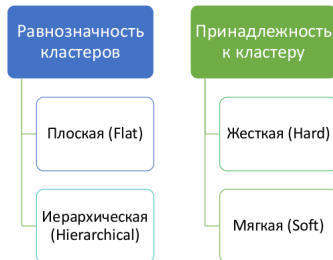 Равнозначность
кластеров
Плоская (Flat)
Иерархическая
(Hierarchical)
Принадлежность
к кластеру
Жесткая (Hard)
Мягкая (Soft)